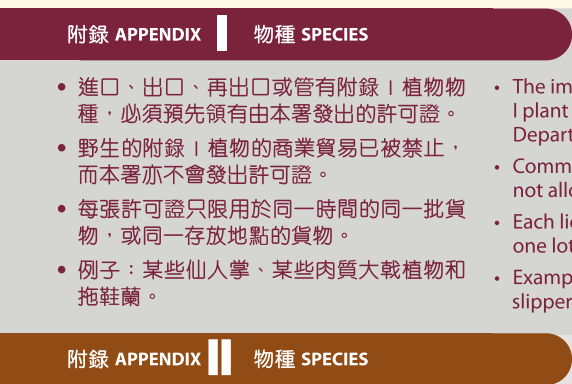 附錄 APPENDIX I 物種 SPECIES
• 進口、出口、再出口或管有附錄 I 植物物
種，必須預先領有由本署發出的許可證。
• 野生的附錄 I 植物的商業貿易已被禁止，
而本署亦不會發出許可證。
• 每張許可證只限用於同一時間的同一批貨
物，或同一存放地點的貨物。
• 例子：某些仙人掌、某些肉質大戟植物和
拖鞋蘭。
• The im
I plant
Depart
• Comm
not allo
• Each li
one lot
• Examp
slipper
附錄 APPENDIX II 物種 SPECIES